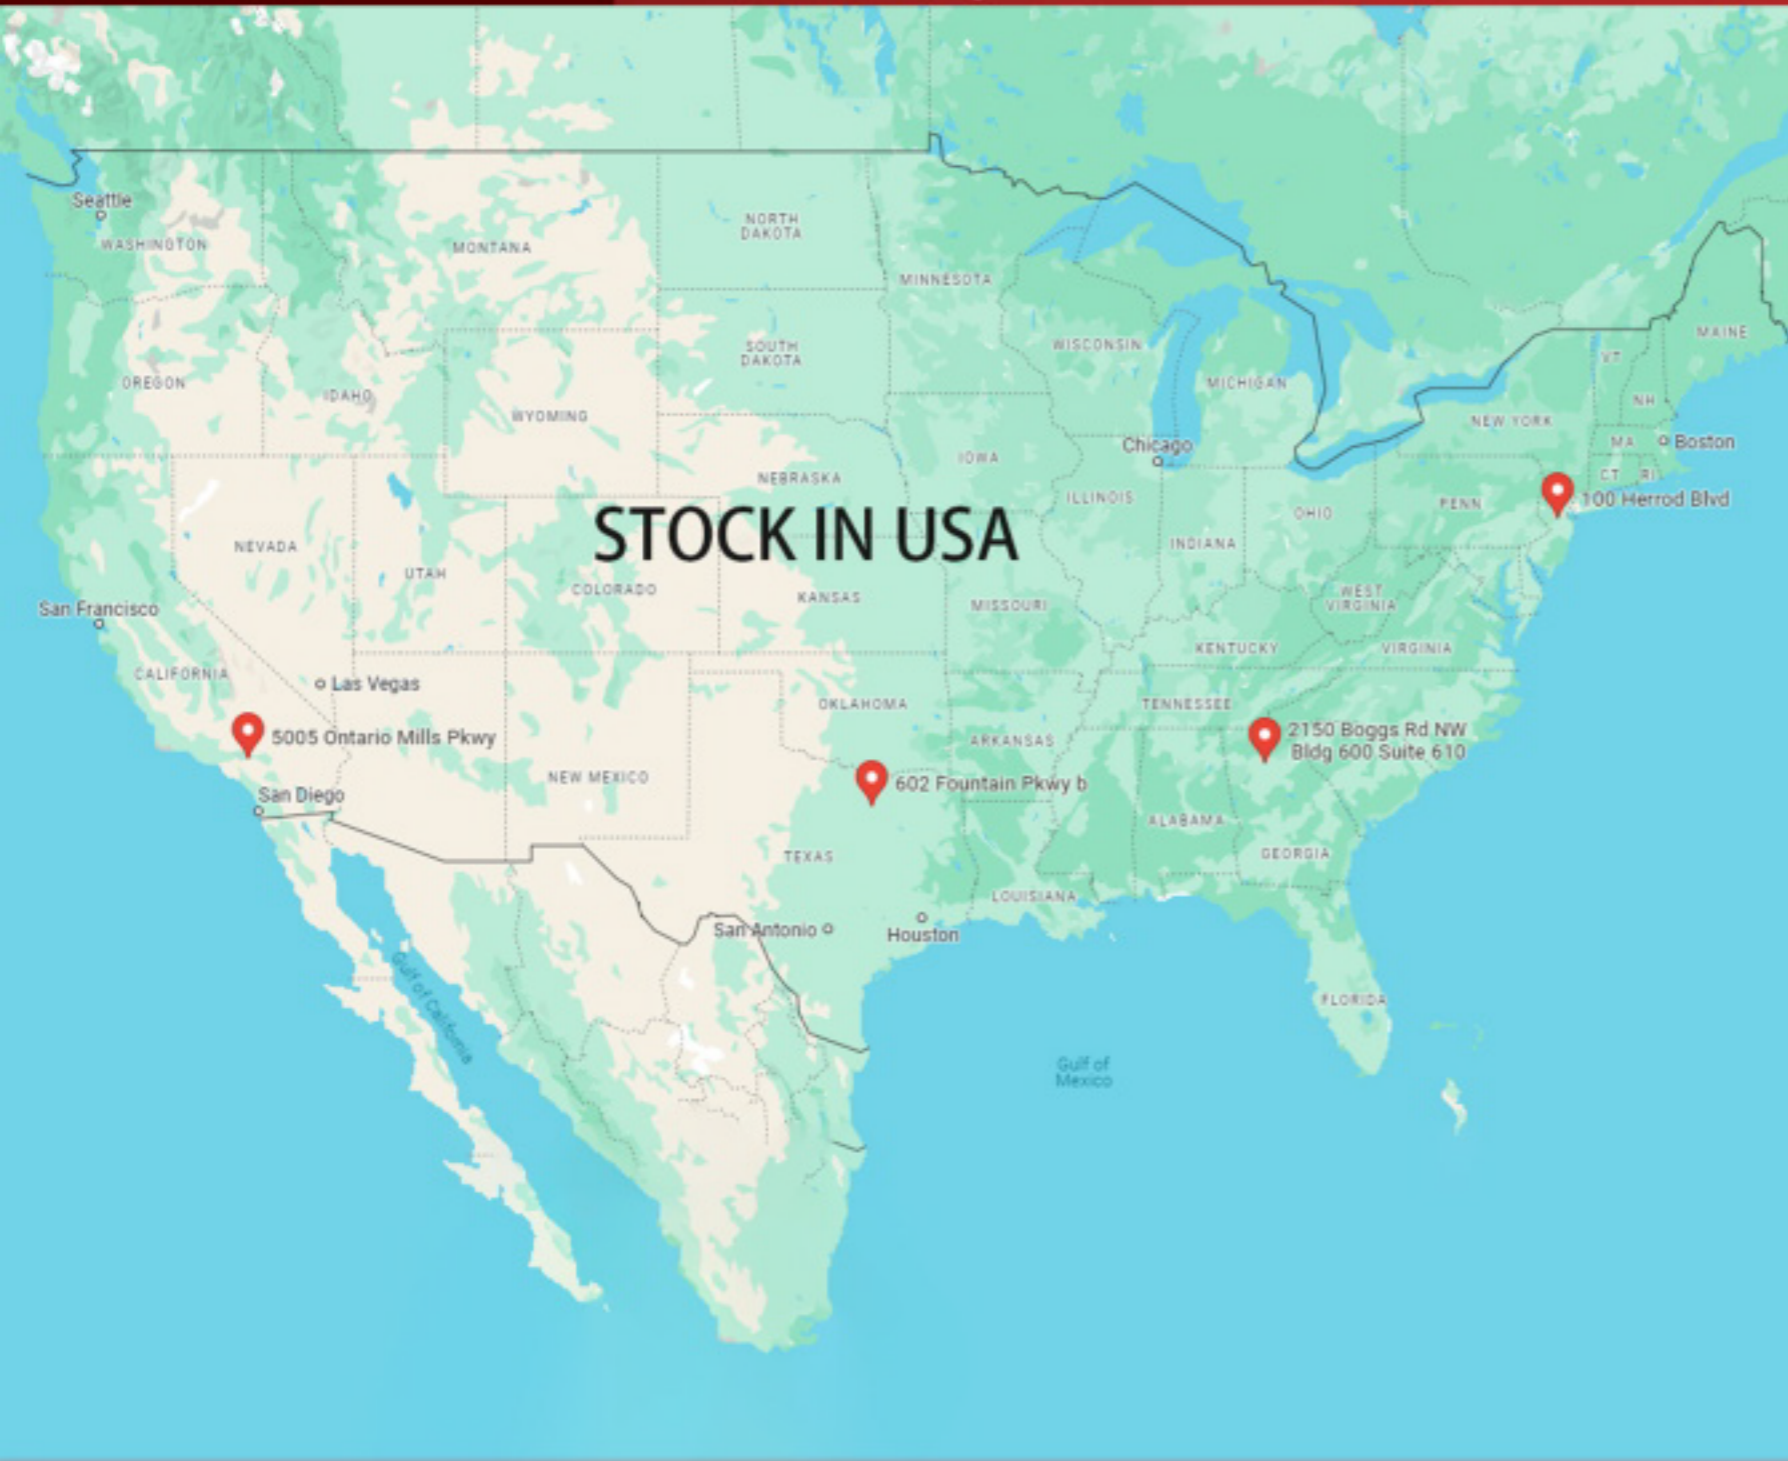 Seattle
WASHINGTON
MONTANA
NORTH
DAKOTA
MINNESOTA
SOUTH
DAKOTA
WISCONSIN
MICHIGAN
MAINE
VT
NH
OREGON
IDAHO
WYOMING
NEW YORK
MA
Boston
CT
RI
Chicago
IOWA
NEBRASKA
ILLINOIS
PENN
100 Herrod Blvd
OHIO
INDIANA
STOCK IN USA
NEVADA
UTAH
COLORADO
KANSAS
MISSOURI
WEST
VIRGINIA
San Francisco
KENTUCKY
VIRGINIA
CALIFORNIA
Las Vegas
OKLAHOMA
TENNESSEE
5005 Ontario Mills Pkwy
ARKANSAS
2150 Boggs Rd NW
Bldg 600 Suite 610
NEW MEXICO
602 Fountain Pkwy b
San Diego
ALABAMA
TEXAS
GEORGIA
LOUISIANA
San Antonio
Houston
Gulf of California
FLORIDA
Gulf of
Mexico